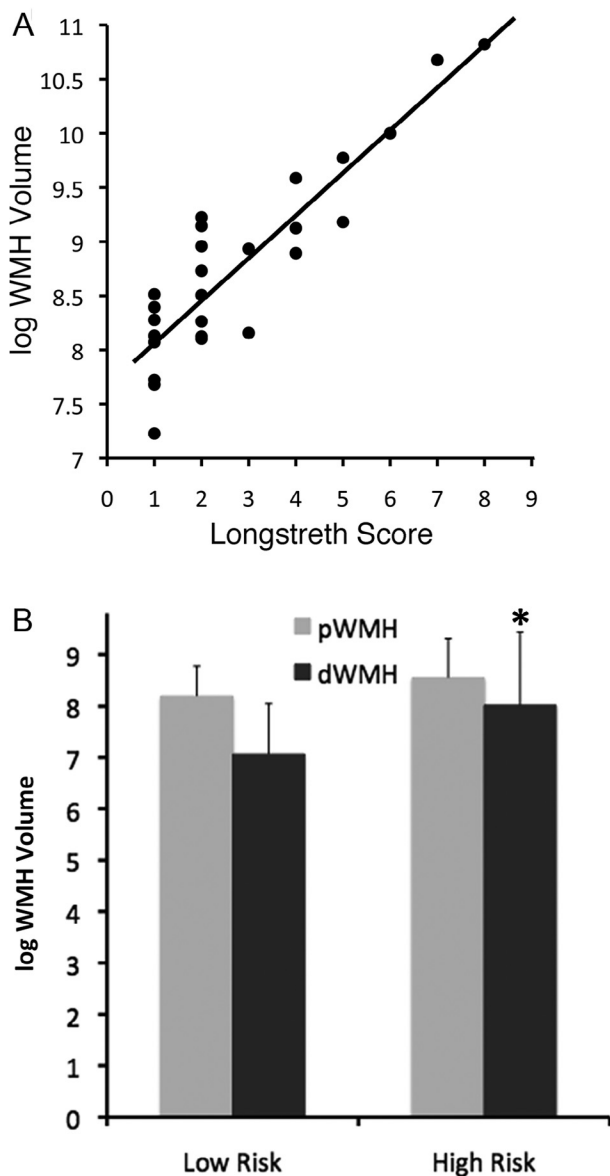 A
11
10.5
10
9.5
9
8.5
8
7.5
7
log WMH Volume
0 1 2 3 4 5 6 7 8 9
Longstreth Score
B
pWMH
dWMH
*
9
8
7
6
5
4
3
2
1
0
log WMH Volume
Low Risk High Risk